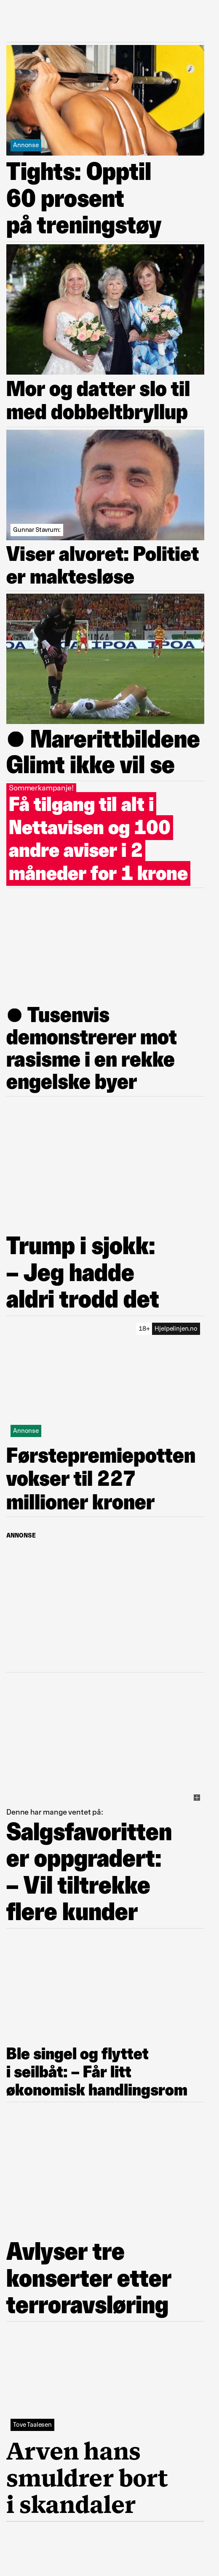 Annonse
Tights: Opptil
60 prosent
på treningstøy
Mor og datter slo til
med dobbeltbryllup
Gunnar Stavrum:
Viser alvoret: Politiet
er maktesløse
IPOA IPOA
● Marerittbildene
Glimt ikke vil se
Sommerkampanje!
Få tilgang til alt i
Nettavisen og 100
andre aviser i 2
måneder for 1 krone
● Tusenvis
demonstrerer mot
rasisme i en rekke
engelske byer
Trump i sjokk:
– Jeg hadde
aldri trodd det
18+ Hjelpelinjen.no
Annonse
Førstepremiepotten
vokser til 227
millioner kroner
ANNONSE
Denne har mange ventet på:
Salgsfavoritten
er oppgradert:
– Vil tiltrekke
flere kunder
Ble singel og flyttet
i seilbåt: – Får litt
økonomisk handlingsrom
Avlyser tre
konserter etter
terroravsløring
Tove Taalesen
Arven hans
smuldrer bort
i skandaler